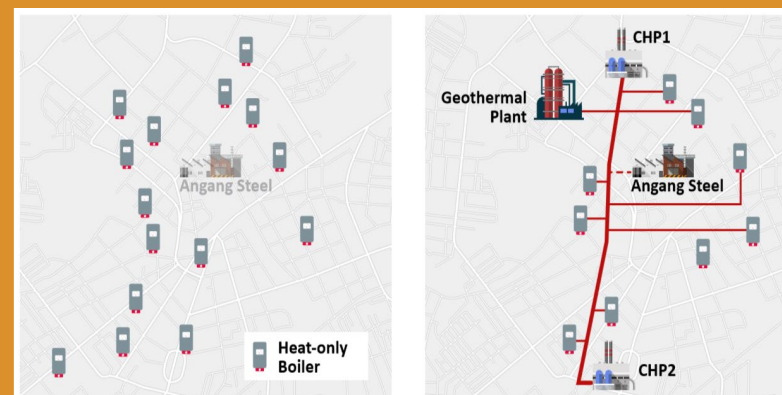 Angang Steel
Heat-only
Boiler
CHP1
Geothermal
Plant
Angang Steel
CHP2